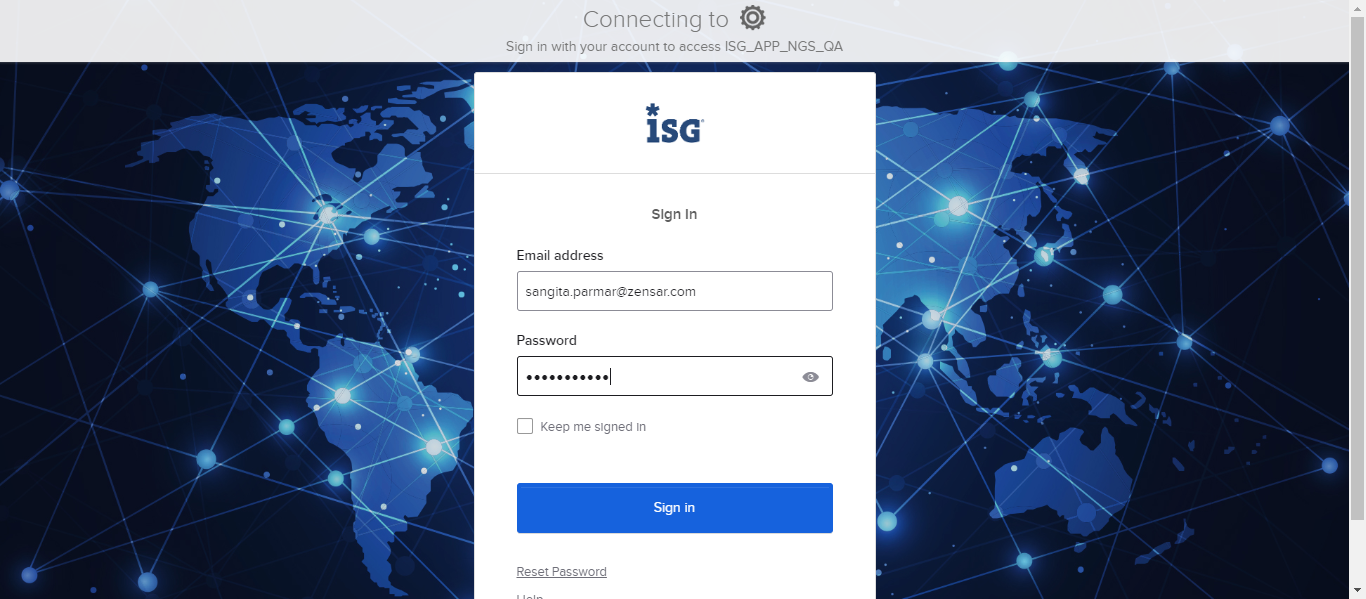 Connecting to
Sign in with your account to access ISG_APP_NGS_QA
ISG
Sign In
Email address
sangita.parmar@zensar.com
Password
•••••••••••
Keep me signed in
Sign in
Reset Password
Help